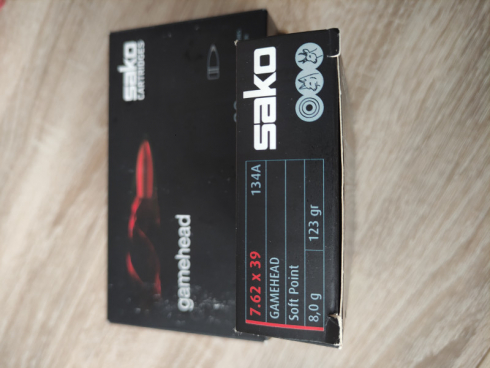 sako
CARTRIDGES
gamehead
sako
7.62 x 39 134A
GAMEHEAD
Soft Point
8,0 g 123 gr